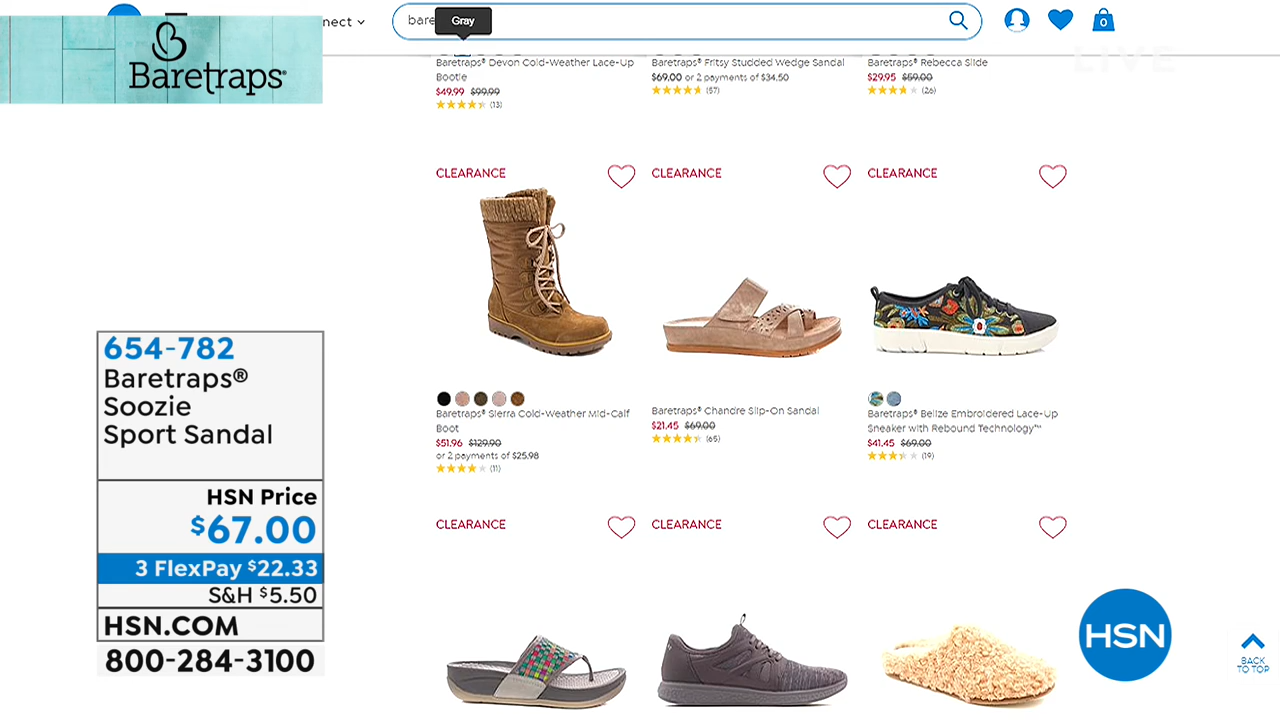 nnect
bare
Gray
LIVE
Baretraps®
Baretraps® Devon Cold-Weather Lace-Up
Bootie
$49.99 $99.99
(13)
Baretraps® Fritsy Studded Wedge Sandal
$69.00 or 2 payments of $34.50
(57)
Baretraps® Rebecca Slide
$29.95 $59.00
(26)
CLEARANCE
CLEARANCE
CLEARANCE
Baretraps® Sierra Cold-Weather Mid-Calf
Boot
$51.96 $129.90
or 2 payments of $25.98
(11)
Baretraps® Chandre Slip-On Sandal
$21.45 $69.00
(65)
Baretraps® Belize Embroidered Lace-Up
Sneaker with Rebound Technology™
$41.45 $69.00
(19)
CLEARANCE
CLEARANCE
CLEARANCE
654-782
Baretraps®
Soozie
Sport Sandal
HSN Price
$67.00
3 FlexPay $22.33
S&H $5.50
HSN.COM
800-284-3100
HSN
BACK
TO TOP
0